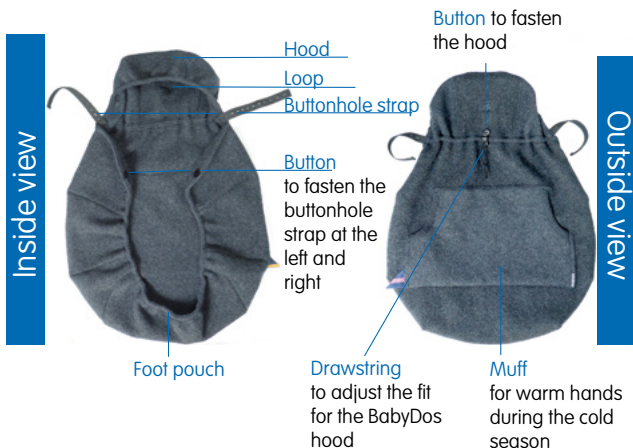 Inside view
Hood
Loop
Buttonhole strap
Button
to fasten the
buttonhole
strap at the
left and
right
Foot pouch
Button to fasten
the hood
Drawstring
to adjust the fit
for the BabyDos
hood
Muff
for warm hands
during the cold
season
Outside view